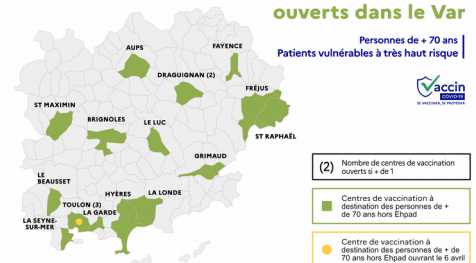 ouverts dans le Var
Personnes de + 70 ans
Patients vulnérables à très haut risque
Vaccin
COVID-19
SE VACCINER, SE PROTÉGER
AUPS
FAYENCE
DRAGUIGNAN (2)
FRÉJUS
ST MAXIMIN
BRIGNOLES
LE LUC
ST RAPHAËL
GRIMAUD
LE
BEAUSSET
HYÈRES
LA LONDE
TOULON (3)
LA GARDE
LA SEYNE-
SUR-MER
(2)
Nombre de centres de vaccination
ouverts si + de 1
Centres de vaccination à
destination des personnes de +
de 70 ans hors Ehpad
Centre de vaccination à
destination des personnes de + de
70 ans hors Ehpad ouvrant le 6 avril